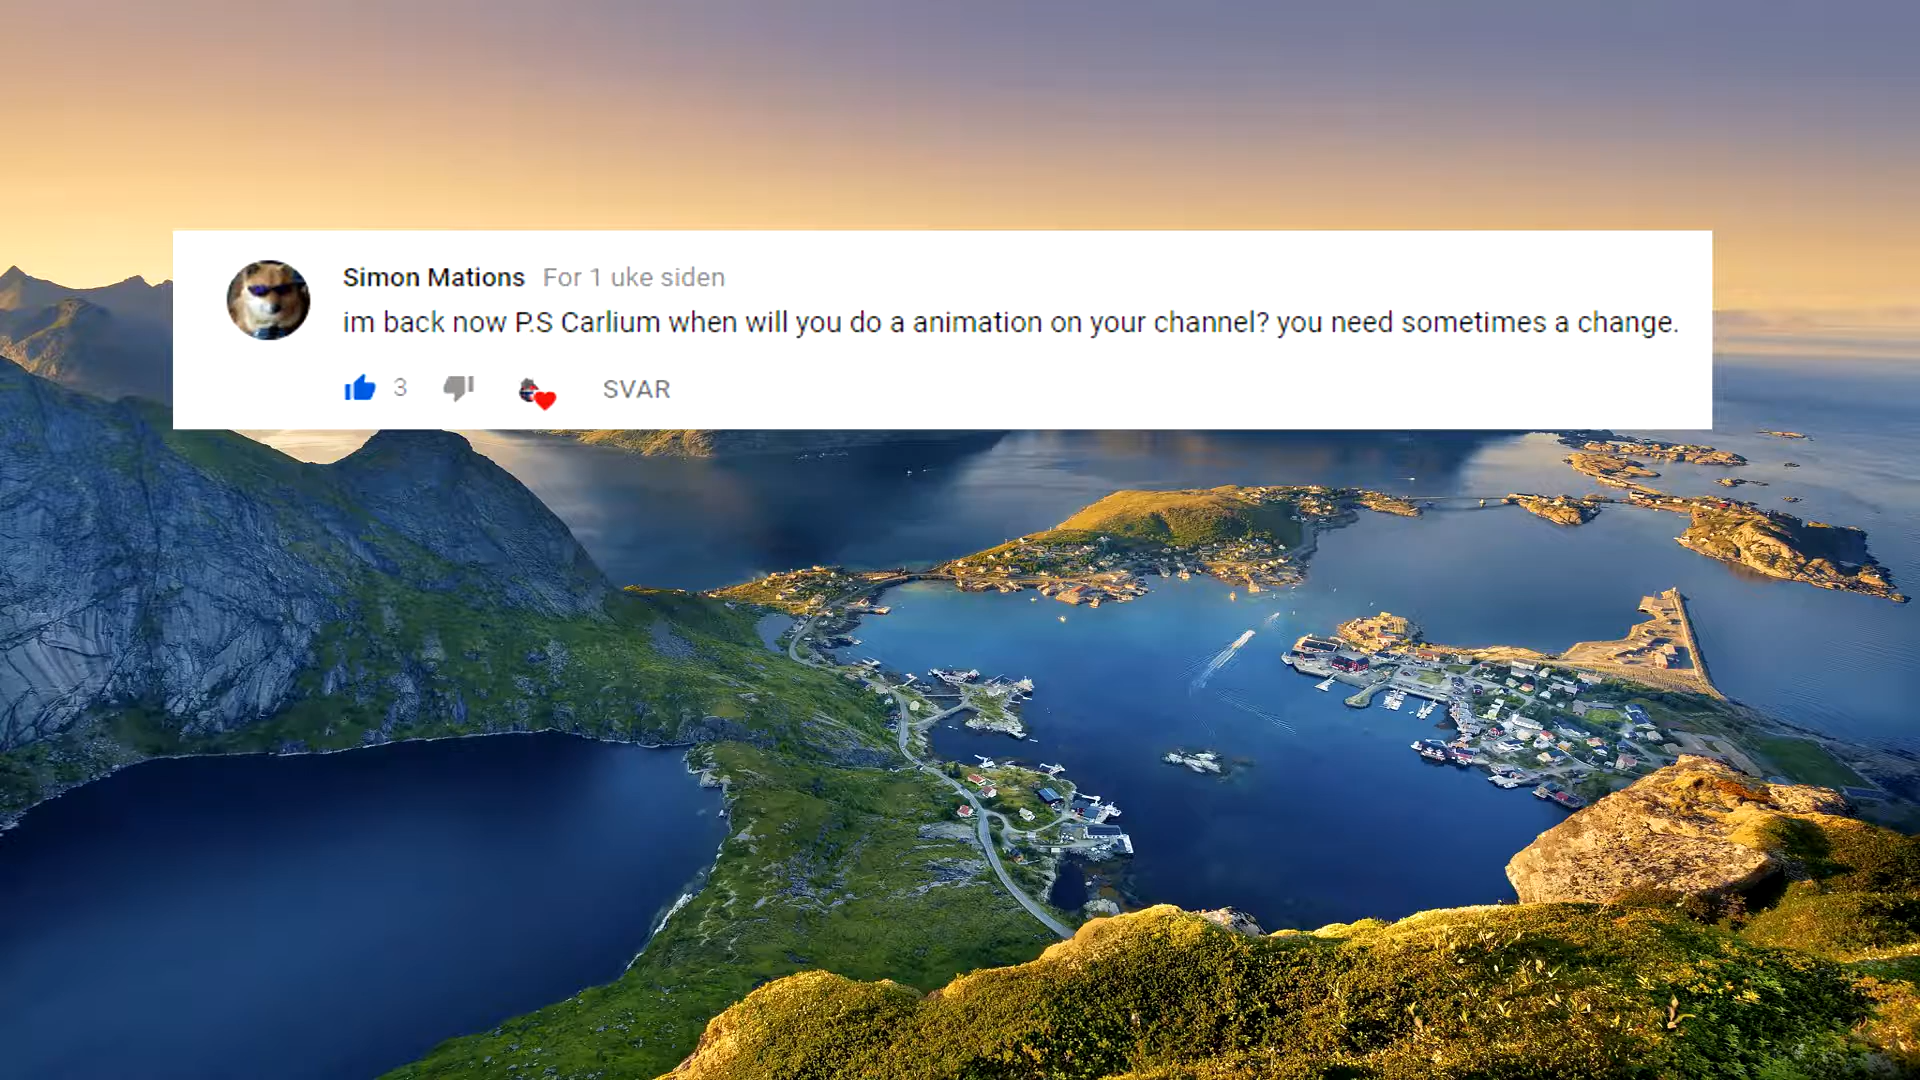 Simon Mations For 1 uke siden
im back now P.S Carlium when will you do a animation on your channel? you need sometimes a change.
3 SVAR